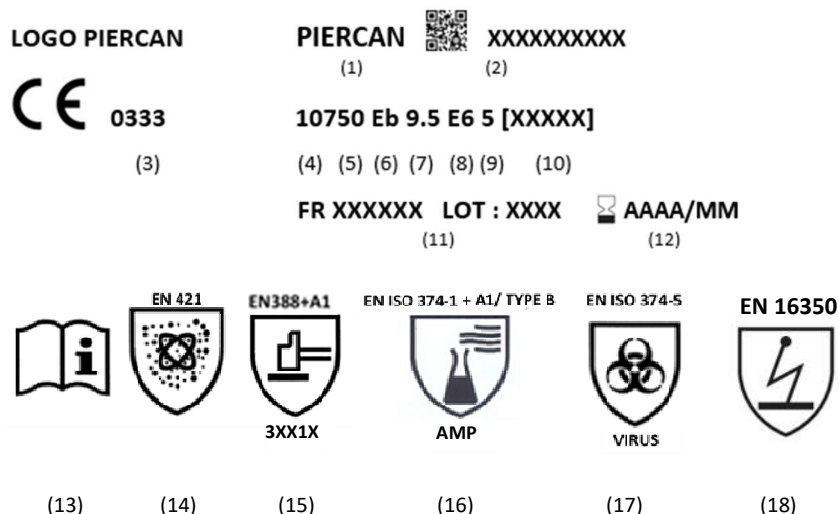 LOGO PIERCAN PIERCAN XXXXXXXXXX
(1) (2)
CE 0333 10750 Eb 9.5 E6 5 [XXXXX]
(3) (4) (5) (6) (7) (8) (9) (10)
FR XXXXXX LOT : XXXX AAAA/MM
(11) (12)
EN 421 EN388+A1 EN ISO 374-1 + A1/ TYPE B EN ISO 374-5 EN 16350
i
3XX1X AMP VIRUS
(13) (14) (15) (16) (17) (18)